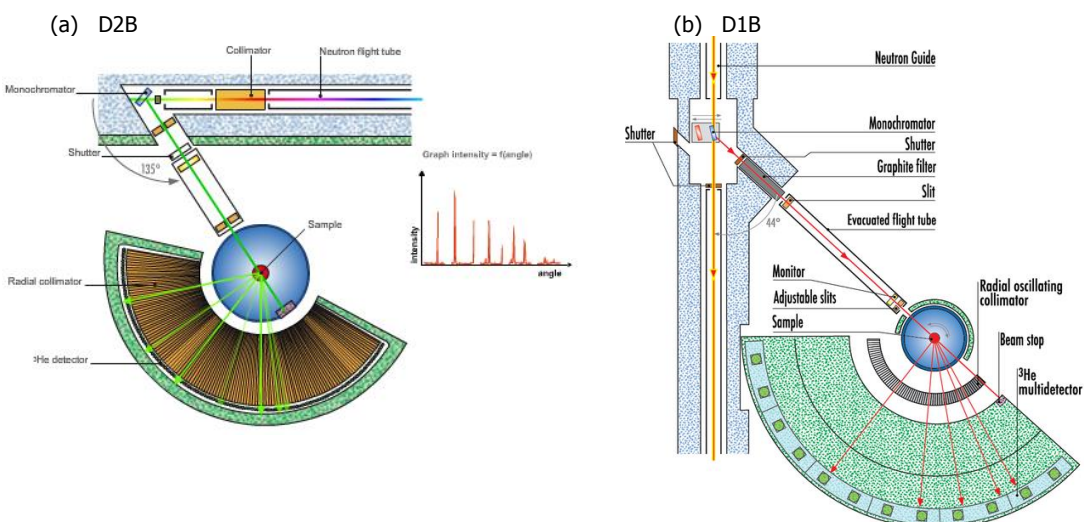 (a) D2B
Collimator
Neutron flight tube
Monochromator
Shutter
135°
Graph intensity = f(angle)
intensity
angle
Sample
Radial collimator
³He detector
(b) D1B
Neutron Guide
Monochromator
Shutter
Shutter
Graphite filter
Slit
Evacuated flight tube
44°
Monitor
Adjustable slits
Sample
Radial oscillating
collimator
Beam stop
³He
multidetector